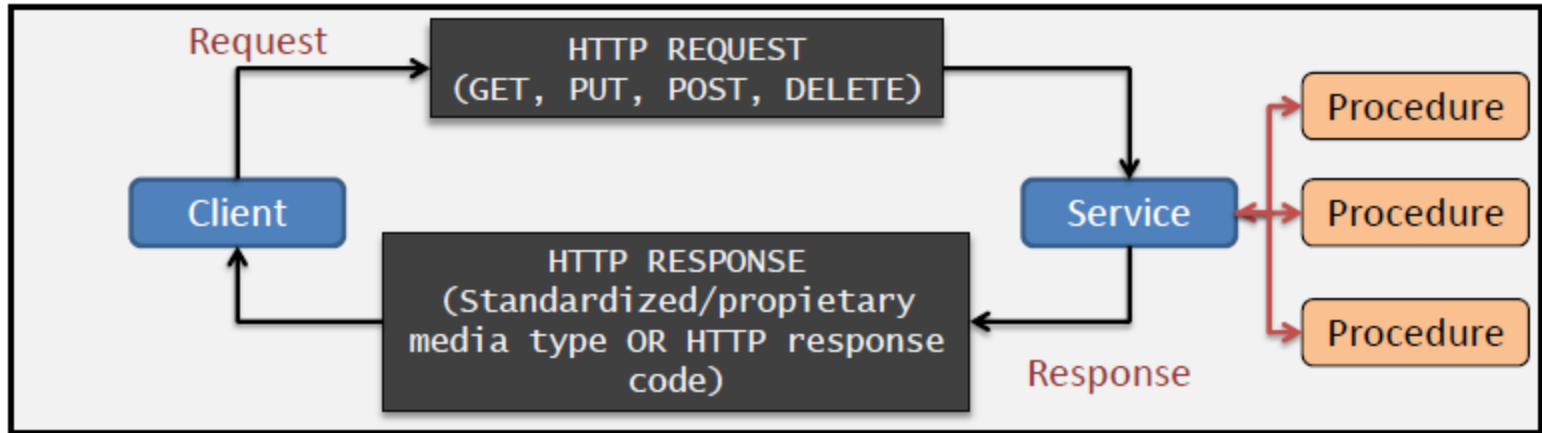 Request
HTTP REQUEST
(GET, PUT, POST, DELETE)
Procedure
Client
Service
Procedure
HTTP RESPONSE
(Standardized/propietary
media type OR HTTP response
code)
Response
Procedure